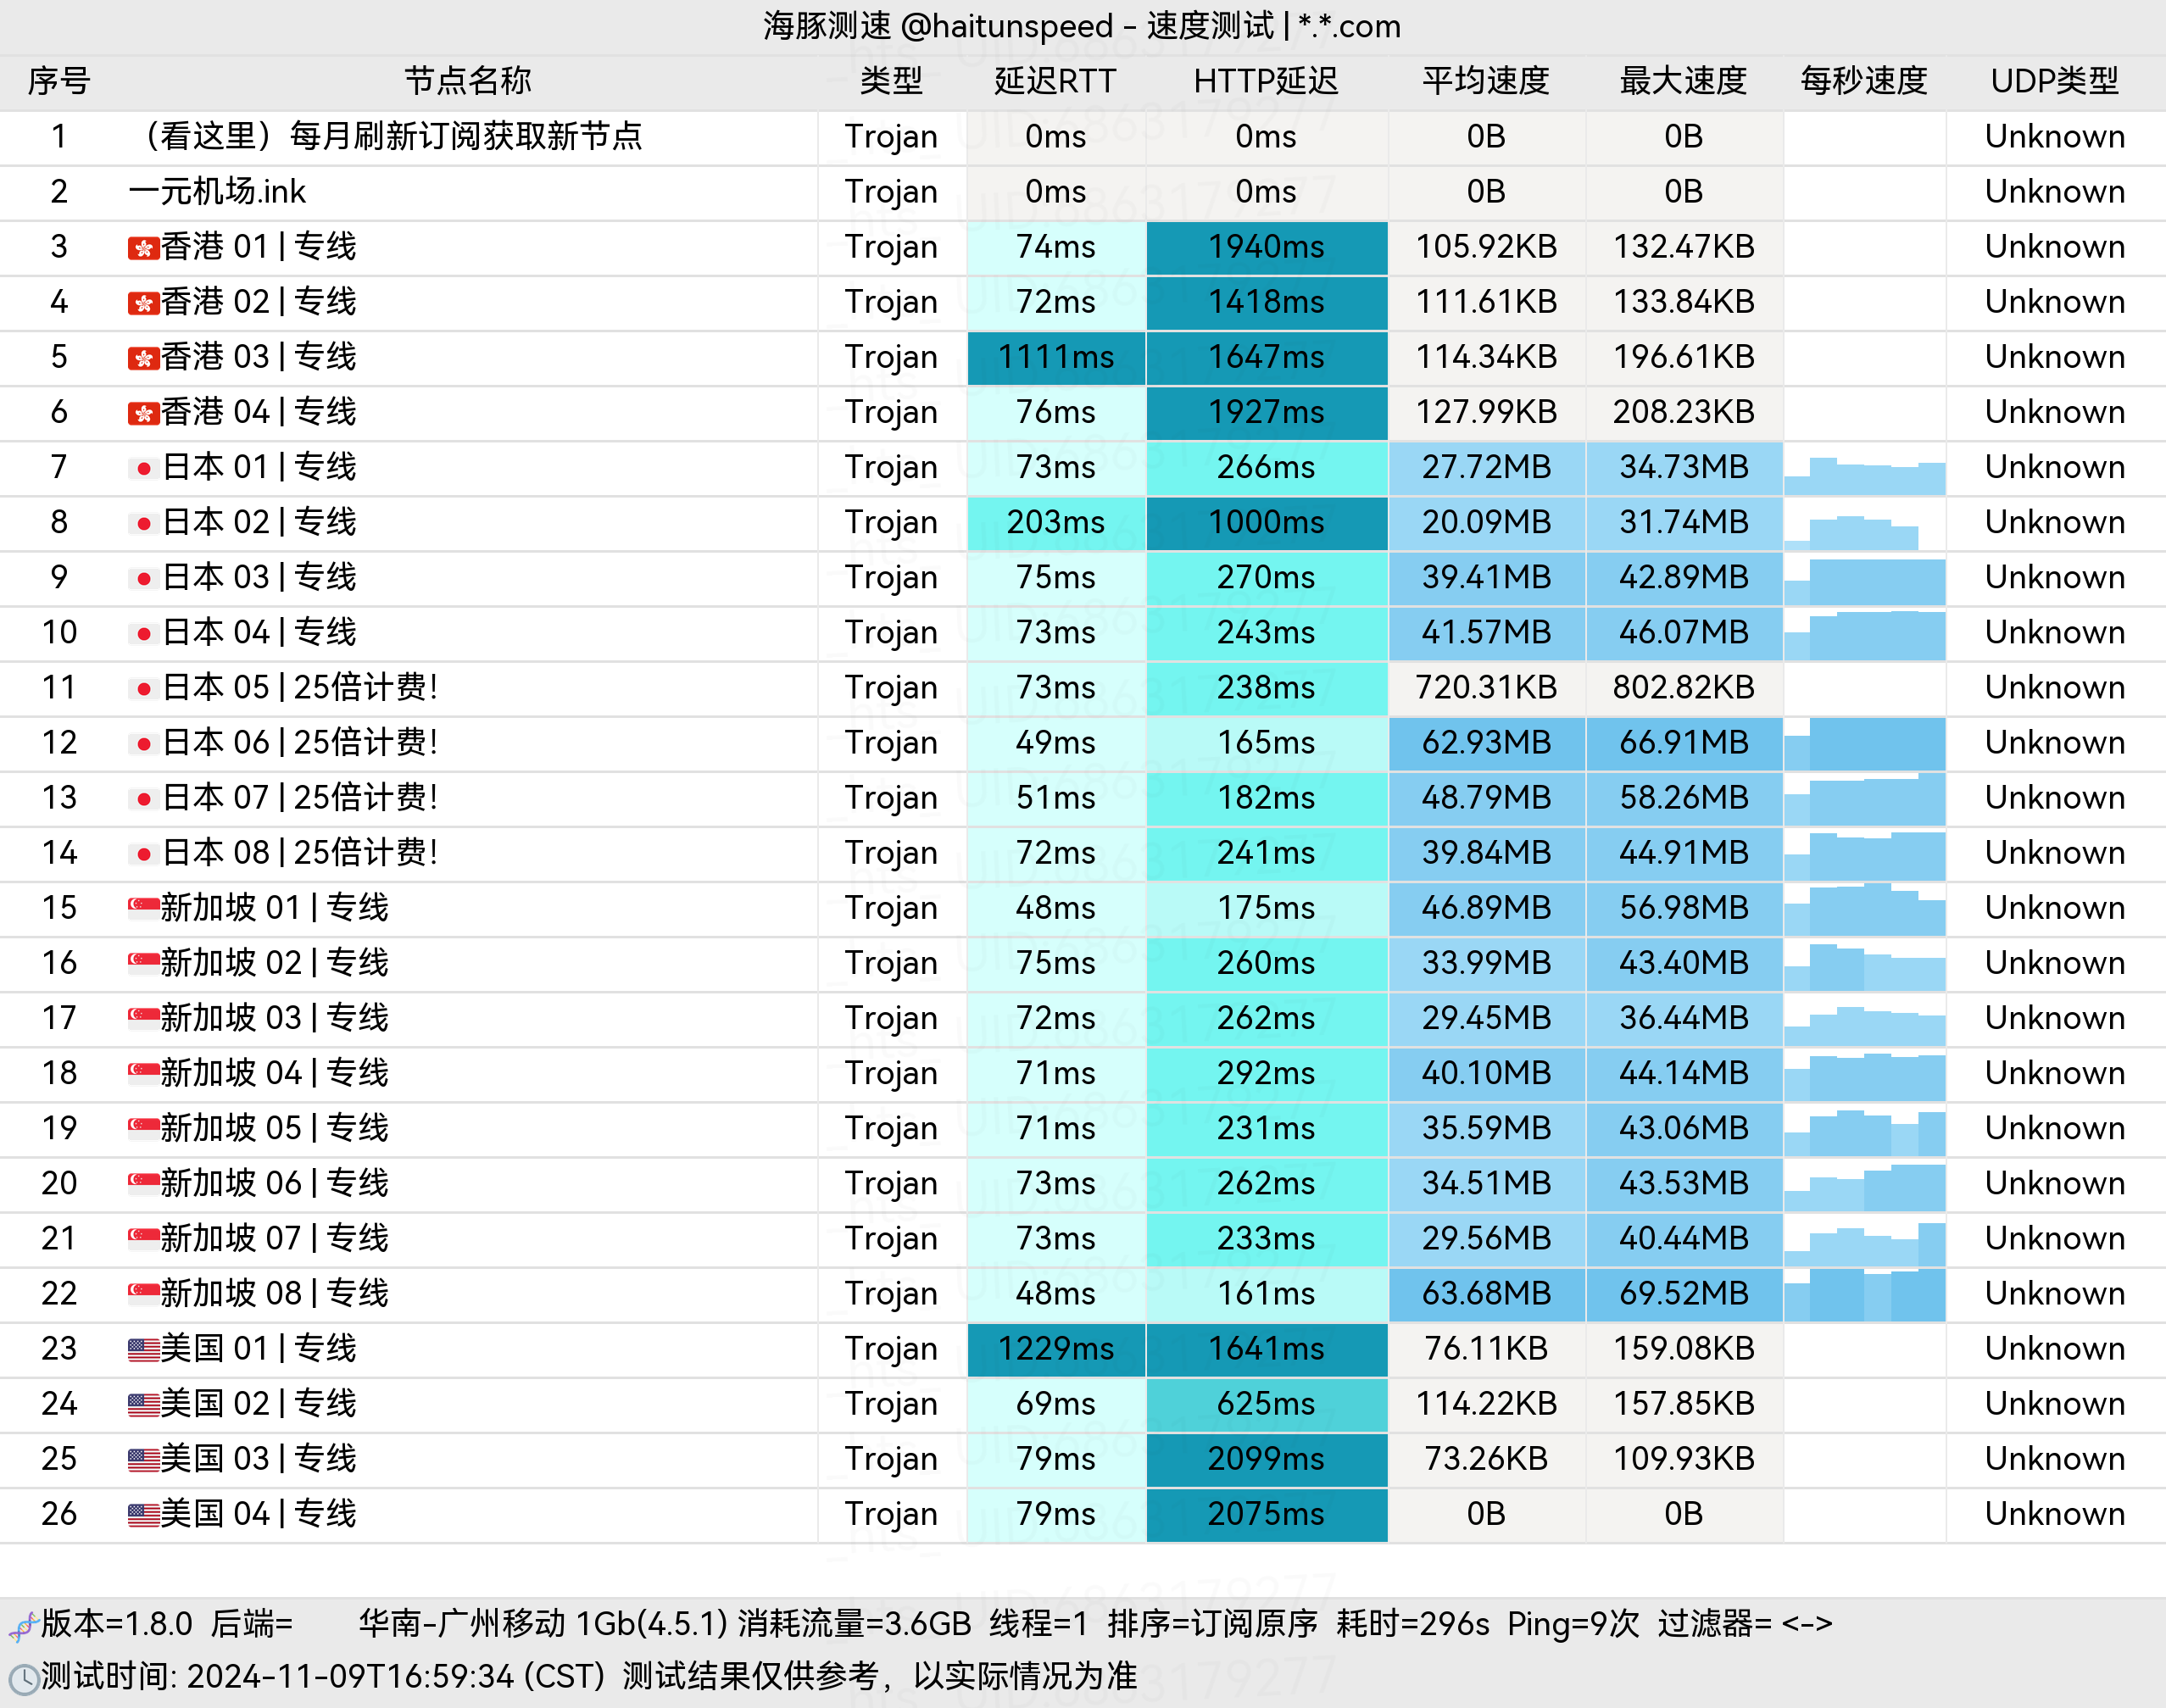 海豚测速 @haitunspeed - 速度测试 | *.*.com
序号 节点名称 类型 延迟RTT HTTP延迟 平均速度 最大速度 每秒速度 UDP类型
1 （看这里）每月刷新订阅获取新节点 Trojan 0ms 0ms 0B 0B Unknown
2 一元机场.ink Trojan 0ms 0ms 0B 0B Unknown
3 香港 01 | 专线 Trojan 74ms 1940ms 105.92KB 132.47KB Unknown
4 香港 02 | 专线 Trojan 72ms 1418ms 111.61KB 133.84KB Unknown
5 香港 03 | 专线 Trojan 1111ms 1647ms 114.34KB 196.61KB Unknown
6 香港 04 | 专线 Trojan 76ms 1927ms 127.99KB 208.23KB Unknown
7 日本 01 | 专线 Trojan 73ms 266ms 27.72MB 34.73MB Unknown
8 日本 02 | 专线 Trojan 203ms 1000ms 20.09MB 31.74MB Unknown
9 日本 03 | 专线 Trojan 75ms 270ms 39.41MB 42.89MB Unknown
10 日本 04 | 专线 Trojan 73ms 243ms 41.57MB 46.07MB Unknown
11 日本 05 | 25倍计费！ Trojan 73ms 238ms 720.31KB 802.82KB Unknown
12 日本 06 | 25倍计费！ Trojan 49ms 165ms 62.93MB 66.91MB Unknown
13 日本 07 | 25倍计费！ Trojan 51ms 182ms 48.79MB 58.26MB Unknown
14 日本 08 | 25倍计费！ Trojan 72ms 241ms 39.84MB 44.91MB Unknown
15 新加坡 01 | 专线 Trojan 48ms 175ms 46.89MB 56.98MB Unknown
16 新加坡 02 | 专线 Trojan 75ms 260ms 33.99MB 43.40MB Unknown
17 新加坡 03 | 专线 Trojan 72ms 262ms 29.45MB 36.44MB Unknown
18 新加坡 04 | 专线 Trojan 71ms 292ms 40.10MB 44.14MB Unknown
19 新加坡 05 | 专线 Trojan 71ms 231ms 35.59MB 43.06MB Unknown
20 新加坡 06 | 专线 Trojan 73ms 262ms 34.51MB 43.53MB Unknown
21 新加坡 07 | 专线 Trojan 73ms 233ms 29.56MB 40.44MB Unknown
22 新加坡 08 | 专线 Trojan 48ms 161ms 63.68MB 69.52MB Unknown
23 美国 01 | 专线 Trojan 1229ms 1641ms 76.11KB 159.08KB Unknown
24 美国 02 | 专线 Trojan 69ms 625ms 114.22KB 157.85KB Unknown
25 美国 03 | 专线 Trojan 79ms 2099ms 73.26KB 109.93KB Unknown
26 美国 04 | 专线 Trojan 79ms 2075ms 0B 0B Unknown
版本=1.8.0 后端= 华南-广州移动 1Gb(4.5.1) 消耗流量=3.6GB 线程=1 排序=订阅原序 耗时=296s Ping=9次 过滤器= <->
测试时间: 2024-11-09T16:59:34 (CST) 测试结果仅供参考，以实际情况为准